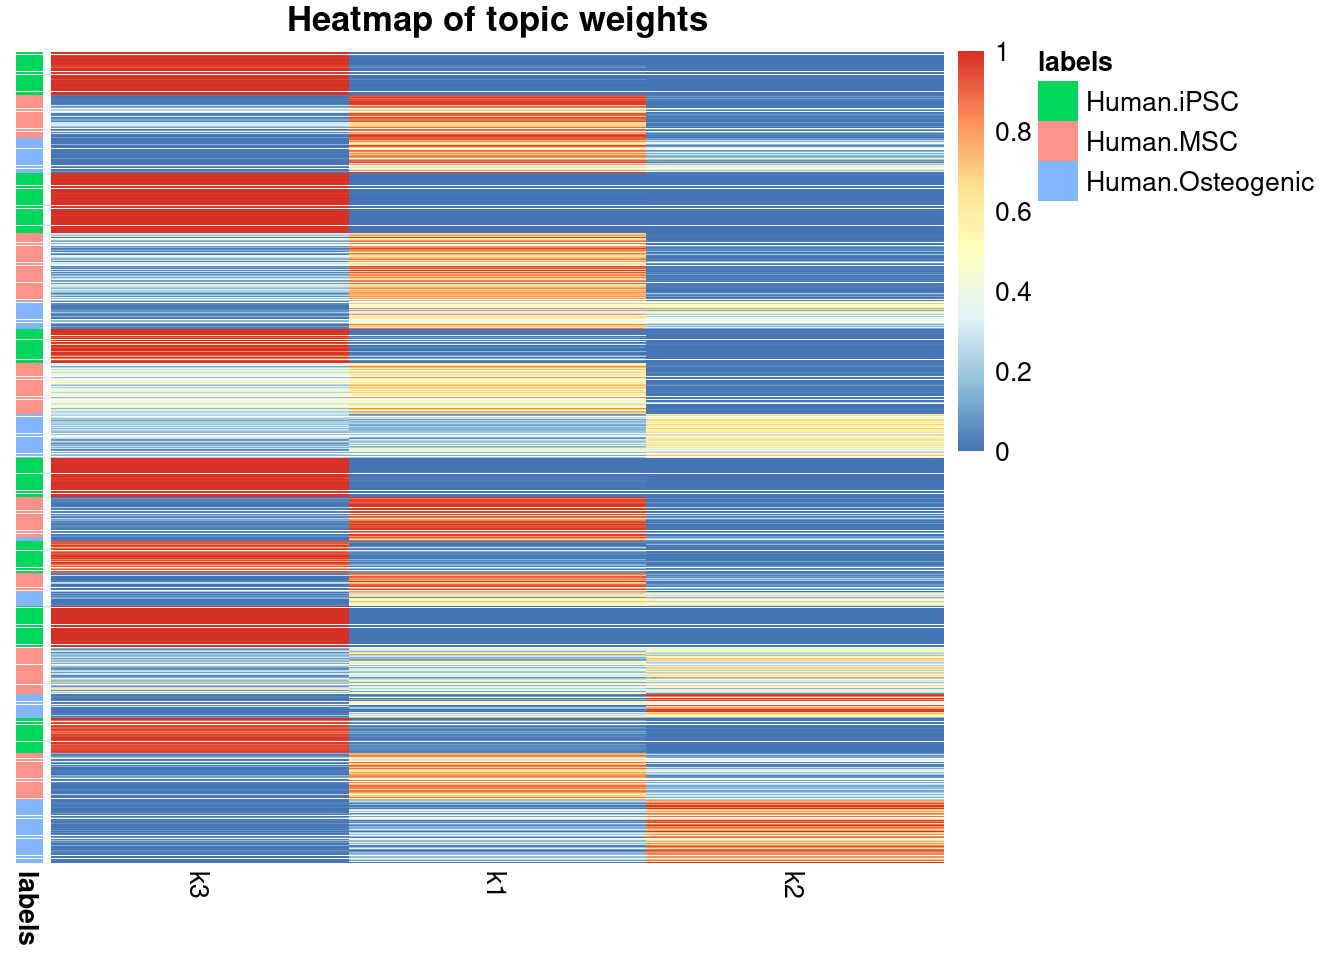 Heatmap of topic weights
1
0.8
0.6
0.4
0.2
0
labels
Human.iPSC
Human.MSC
Human.Osteogenic
k3
k1
k2
labels